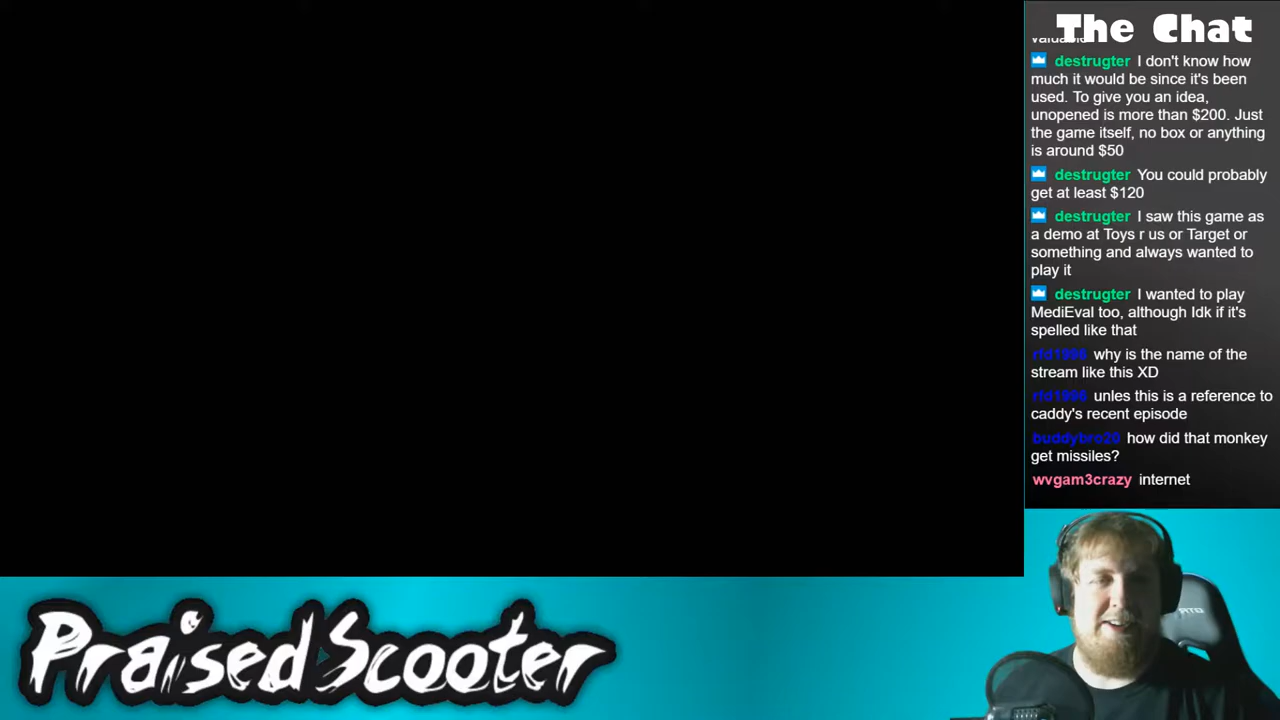 The Chat
destrugter I don't know how
much it would be since it's been
used. To give you an idea,
unopened is more than $200. Just
the game itself, no box or anything
is around $50
destrugter You could probably
get at least $120
destrugter I saw this game as
a demo at Toys r us or Target or
something and always wanted to
play it
destrugter I wanted to play
MediEval too, although Idk if it's
spelled like that
rfd1996 why is the name of the
stream like this XD
rfd1996 unles this is a reference to
caddy's recent episode
buddybro20 how did that monkey
get missiles?
wvgam3crazy internet
PraisedScooter